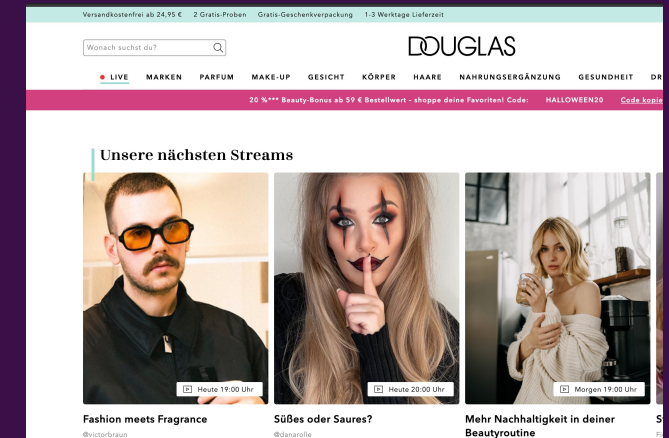 Versandkostenfrei ab 24,95 € 2 Gratis-Proben Gratis-Geschenkverpackung 1-3 Werktage Lieferzeit
Wonach suchst du?
DOUGLAS
LIVE MARKEN PARFUM MAKE-UP GESICHT KÖRPER HAARE NAHRUNGSERGÄNZUNG GESUNDHEIT DR
20 %*** Beauty-Bonus ab 59 € Bestellwert – shoppe deine Favoriten! Code: HALLOWEEN20 Code kopie
Unsere nächsten Streams
Heute 19:00 Uhr
Heute 20:00 Uhr
Morgen 19:00 Uhr
Fashion meets Fragrance
@victorbraun
Süßes oder Saures?
@danarolle
Mehr Nachhaltigkeit in deiner
Beautyroutine